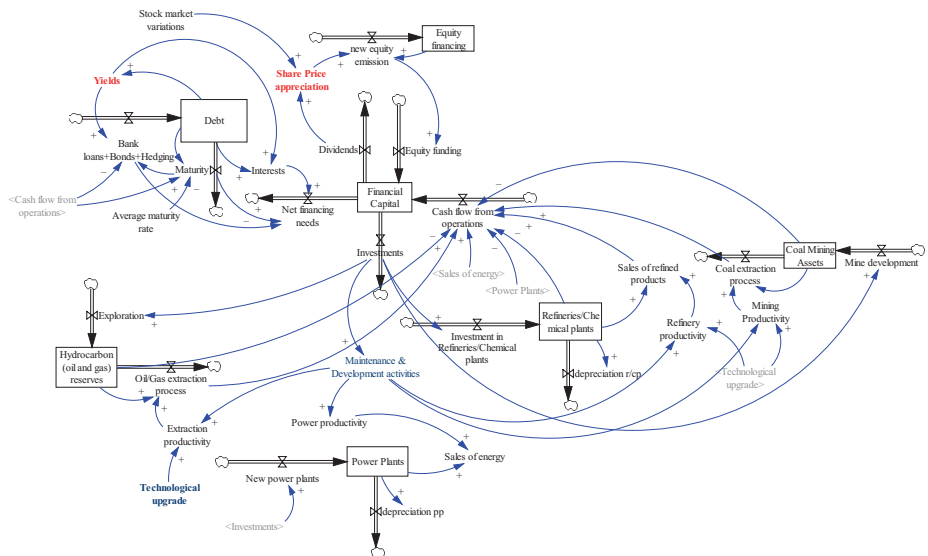 Stock market
variations
Equity
financing
new equity
emission
Yields
Share Price
appreciation
Debt
Bank
loans+Bonds+Hedging
Maturity
Interests
Dividends
Equity funding
<Cash flow from
operations>
Average maturity
rate
Net financing
needs
Financial
Capital
Cash flow from
operations
Coal Mining
Assets
Mine development
Investments
<Sales of energy>
<Power Plants>
Sales of refined
products
Coal extraction
process
Mining
Productivity
Exploration
Hydrocarbon
(oil and gas)
reserves
Oil/Gas extraction
process
Investment in
Refineries/Chemical
plants
Refineries/Che
mical plants
Refinery
productivity
<Technological
upgrade>
Maintenance &
Development activities
depreciation r/cp
Extraction
productivity
Power productivity
Sales of energy
Technological
upgrade
New power plants
Power Plants
depreciation pp
<Investments>